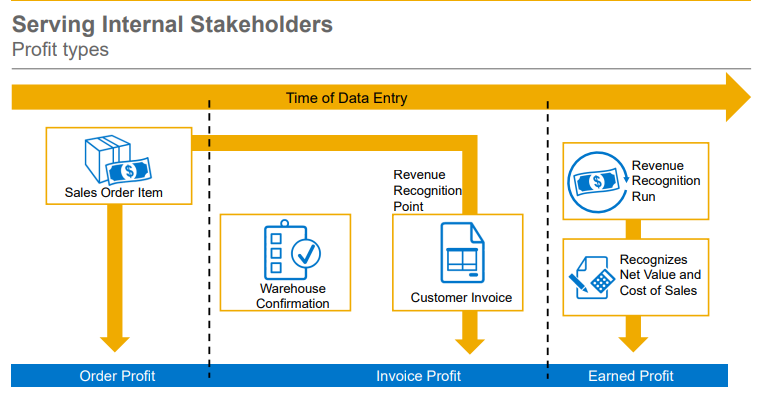 Serving Internal Stakeholders
Profit types
Time of Data Entry
Sales Order Item
Revenue
Recognition
Point
Warehouse
Confirmation
Customer Invoice
Revenue
Recognition
Run
Recognizes
Net Value and
Cost of Sales
Order Profit
Invoice Profit
Earned Profit